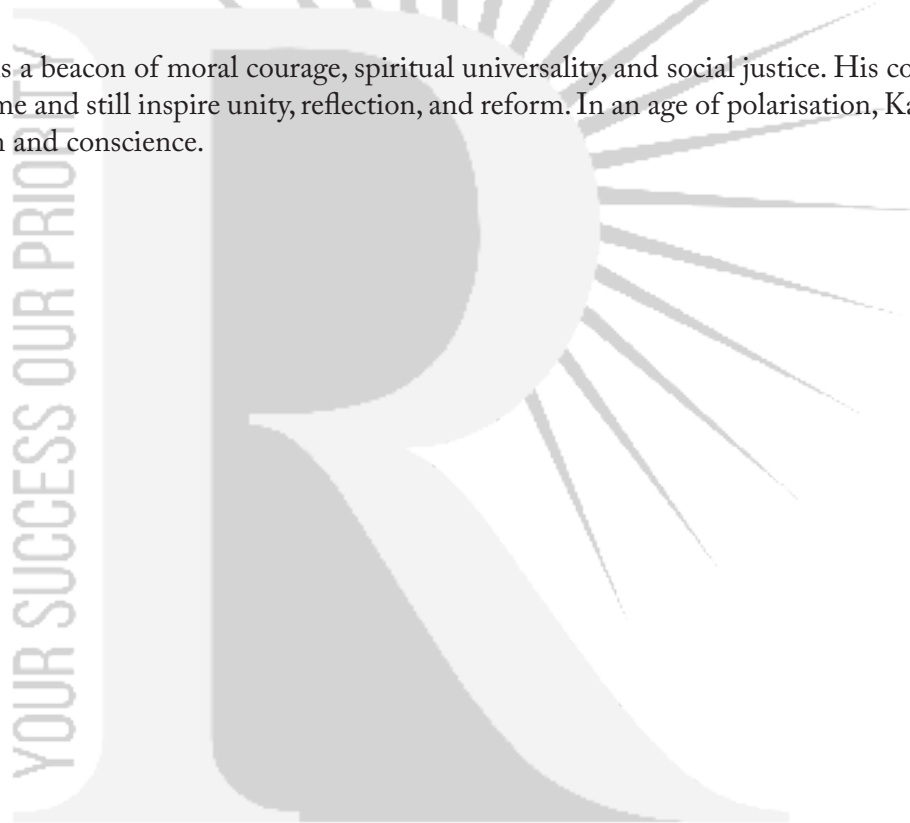 s a beacon of moral courage, spiritual universality, and social justice. His co
me and still inspire unity, reflection, and reform. In an age of polarisation, Ka
and conscience.
YOUR SUCCESS OUR PRIORITY
R